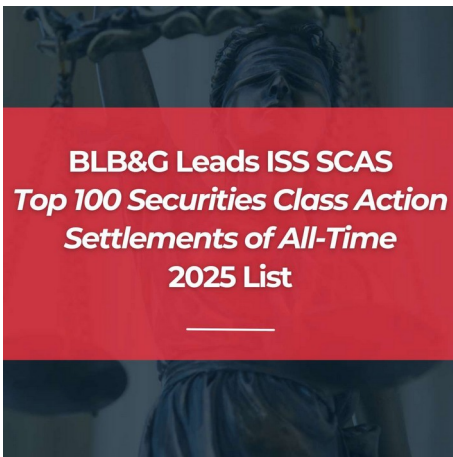 BLB&G Leads ISS SCAS
Top 100 Securities Class Action
Settlements of All-Time
2025 List